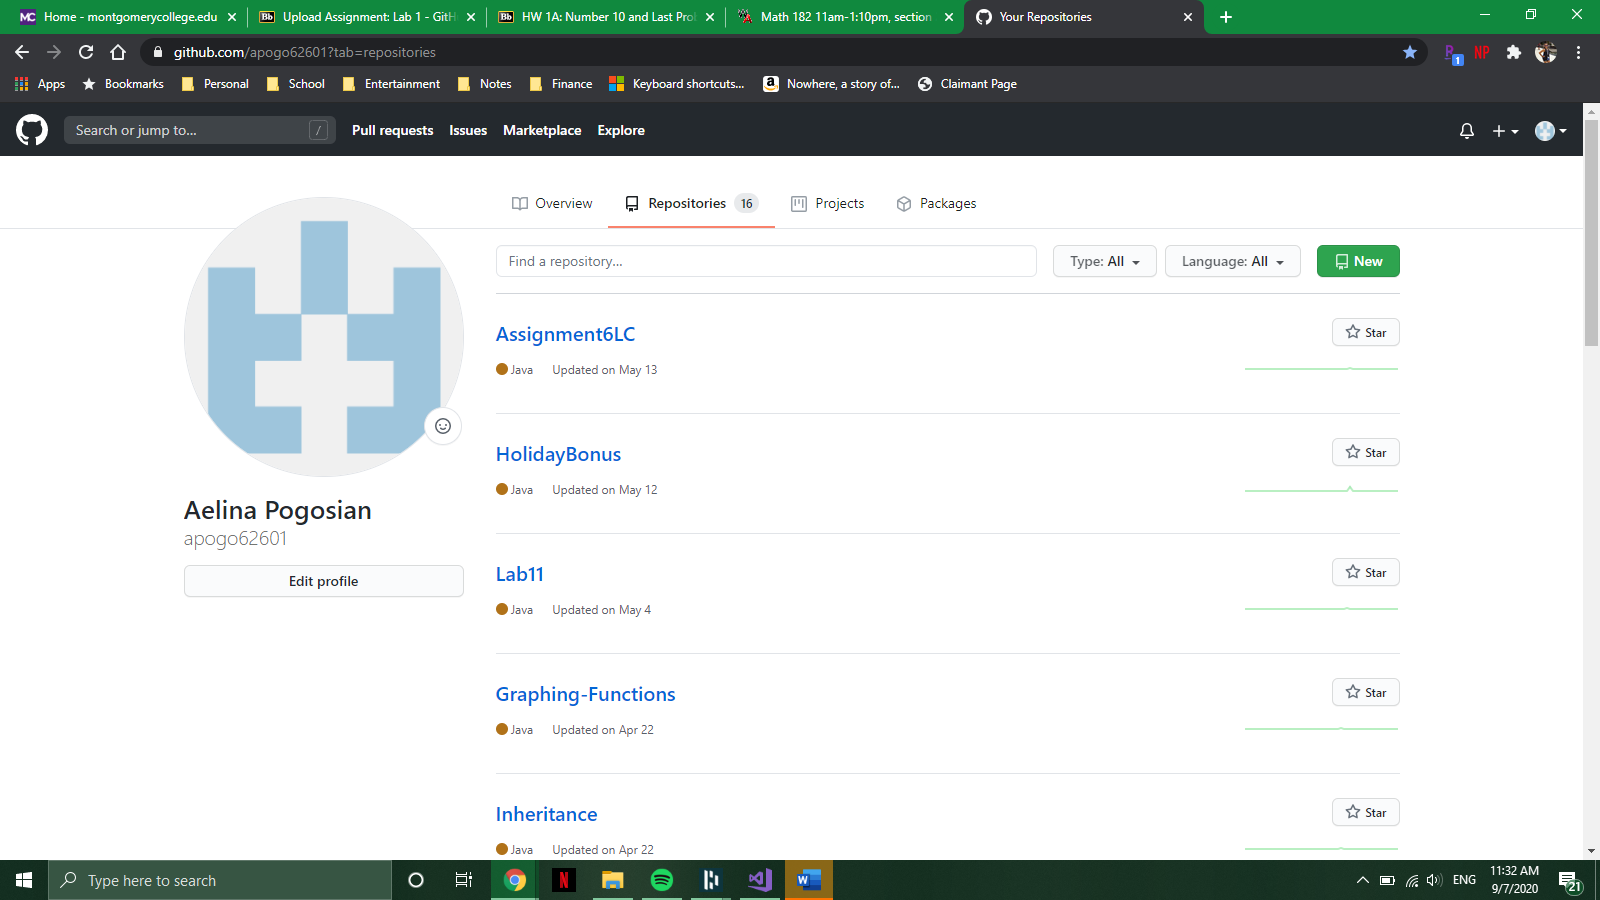 MC Home - montgomerycollege.edu
Bb Upload Assignment: Lab 1 - GitH
Bb HW 1A: Number 10 and Last Pro
Math 182 11am-1:10pm, section
Your Repositories
github.com/apogo62601?tab=repositories
R 1 NP
Apps Bookmarks Personal School Entertainment Notes Finance Keyboard shortcuts... a Nowhere, a story of... Claimant Page
Search or jump to... / Pull requests Issues Marketplace Explore
Overview Repositories 16 Projects Packages
Find a repository... Type: All Language: All New
Assignment6LC Star
Java Updated on May 13
HolidayBonus Star
Java Updated on May 12
Aelina Pogosian
apogo62601
Edit profile
Lab11 Star
Java Updated on May 4
Graphing-Functions Star
Java Updated on Apr 22
Inheritance Star
Java Updated on Apr 22
Type here to search
N
W
ENG
11:32 AM
9/7/2020
21